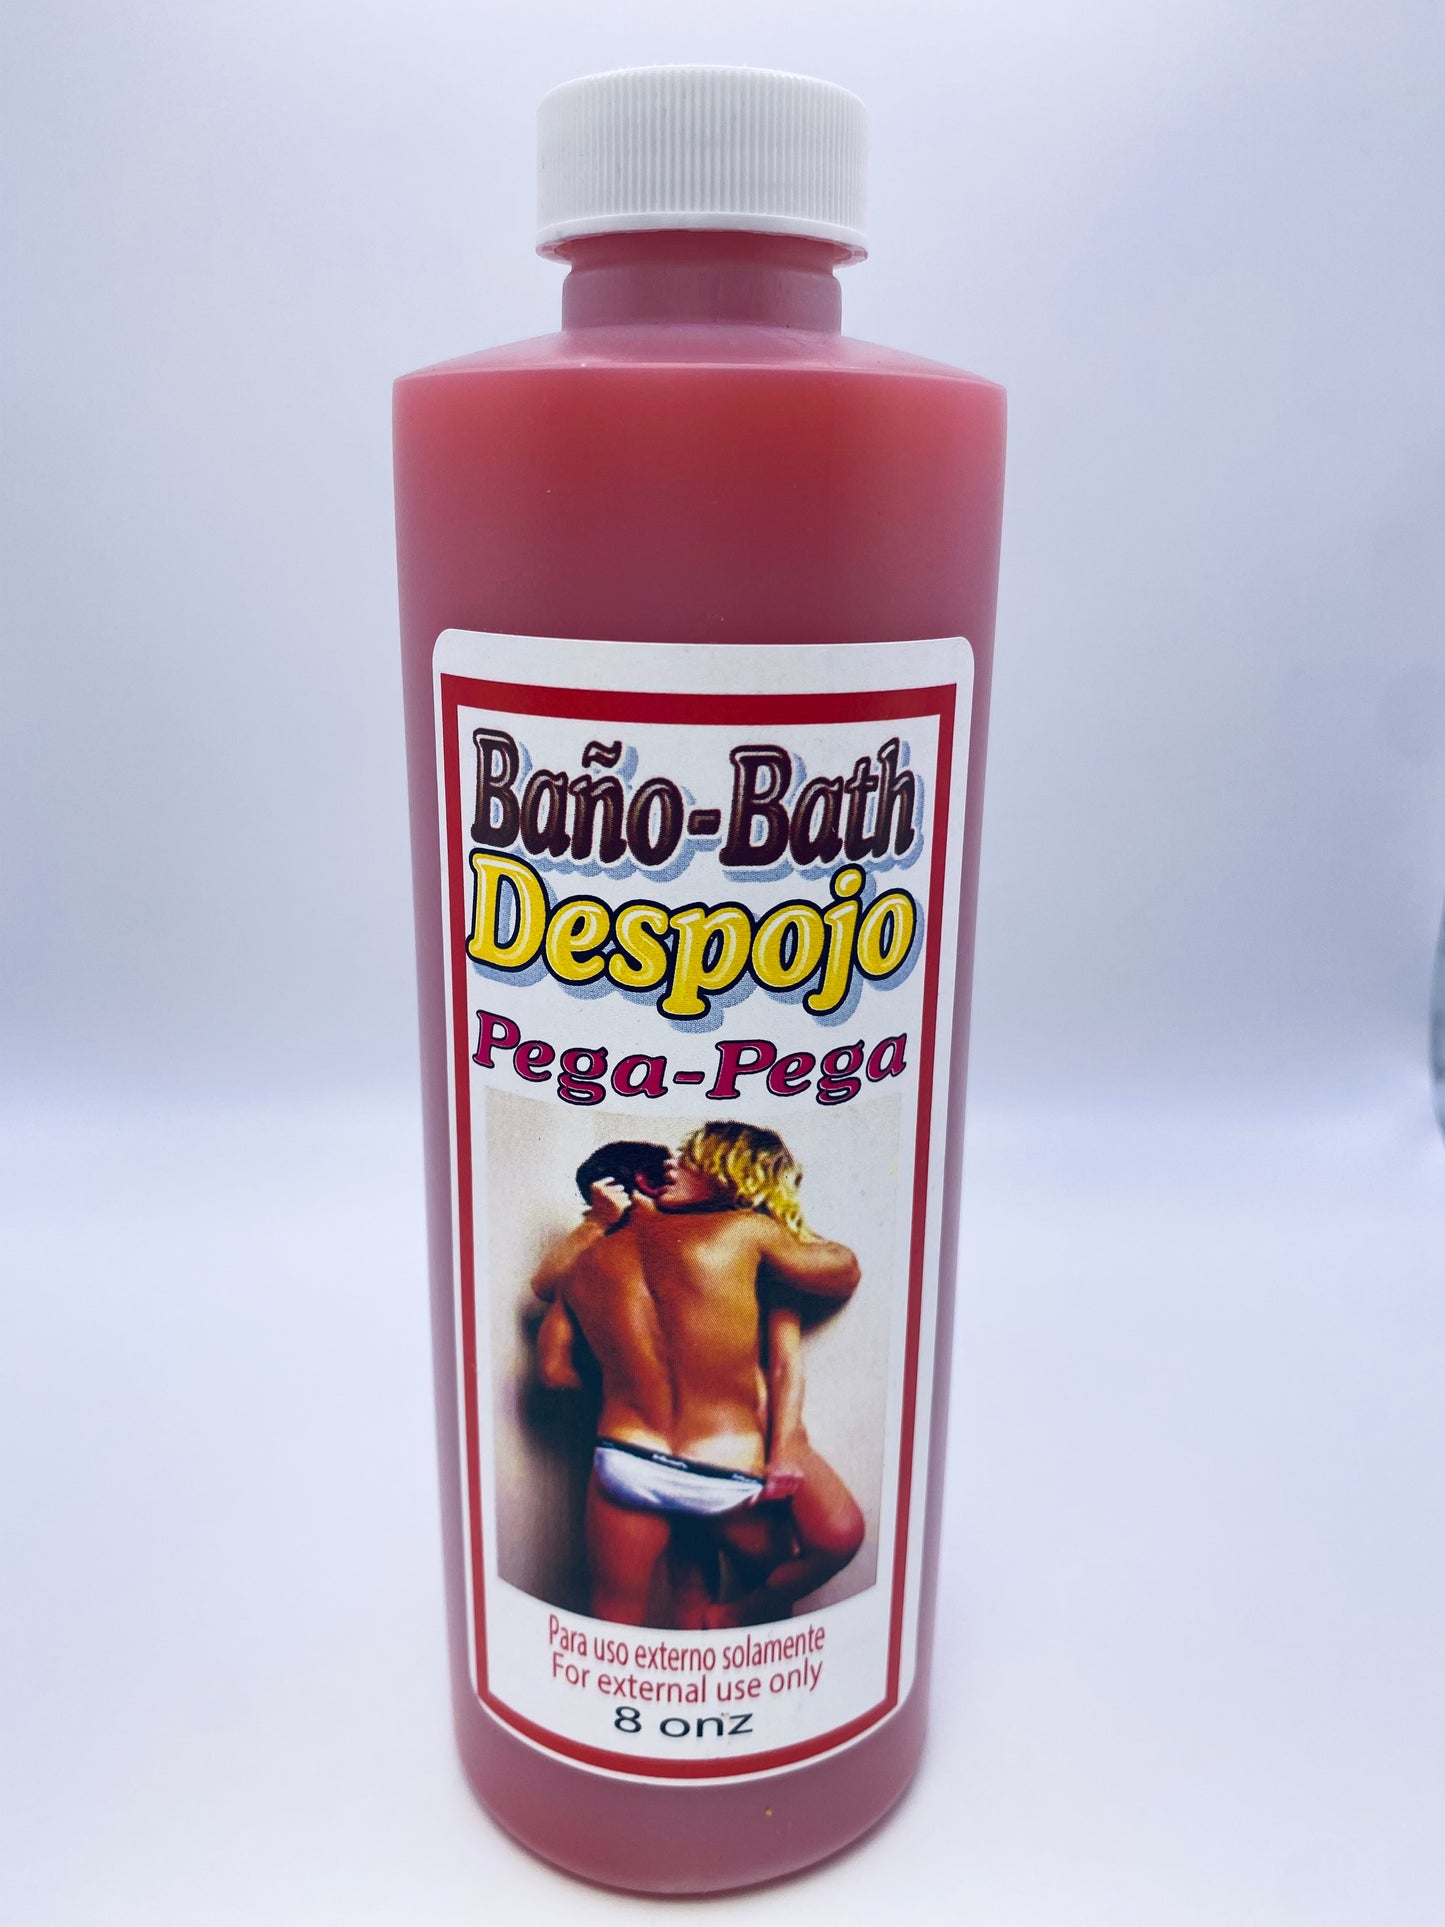 Baño-Bath
Despojo
Pega-Pega
Para uso externo solamente
For external use only
8 onz